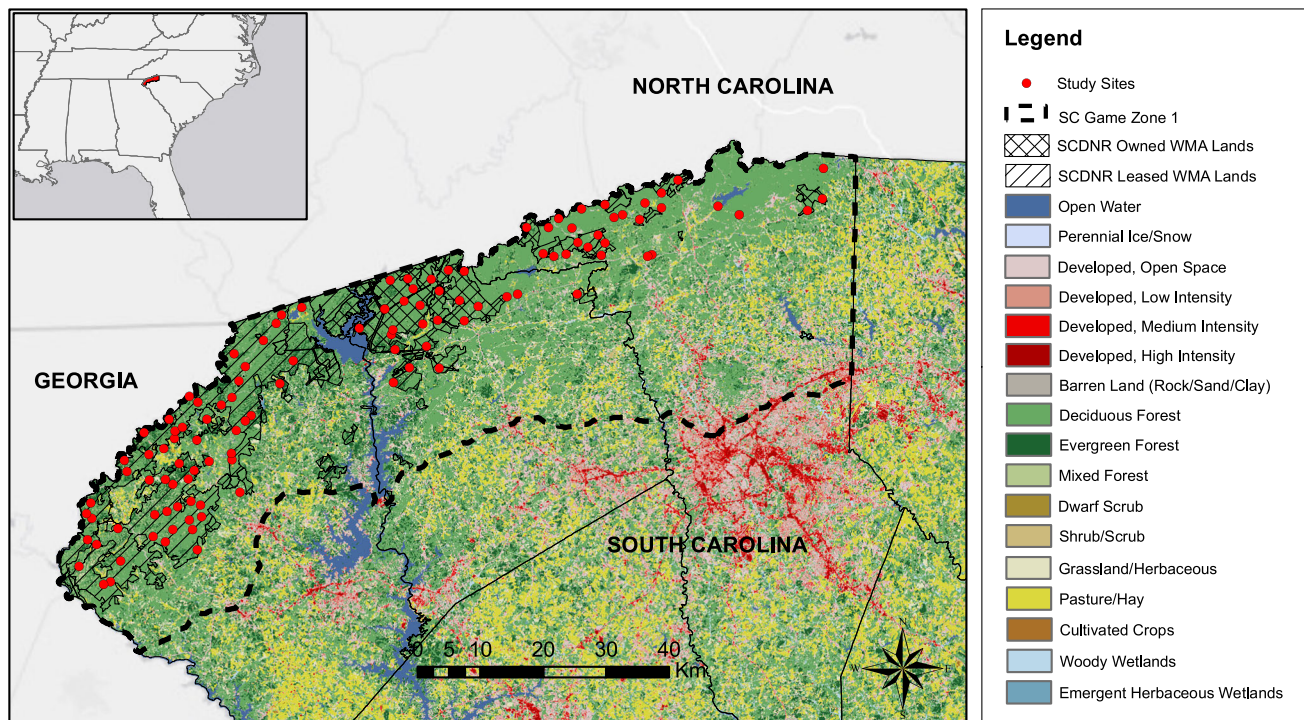 NORTH CAROLINA
GEORGIA
SOUTH CAROLINA
0 5 10 20 30 40
Km
N
W E
S
Legend
Study Sites
SC Game Zone 1
SCDNR Owned WMA Lands
SCDNR Leased WMA Lands
Open Water
Perennial Ice/Snow
Developed, Open Space
Developed, Low Intensity
Developed, Medium Intensity
Developed, High Intensity
Barren Land (Rock/Sand/Clay)
Deciduous Forest
Evergreen Forest
Mixed Forest
Dwarf Scrub
Shrub/Scrub
Grassland/Herbaceous
Pasture/Hay
Cultivated Crops
Woody Wetlands
Emergent Herbaceous Wetlands